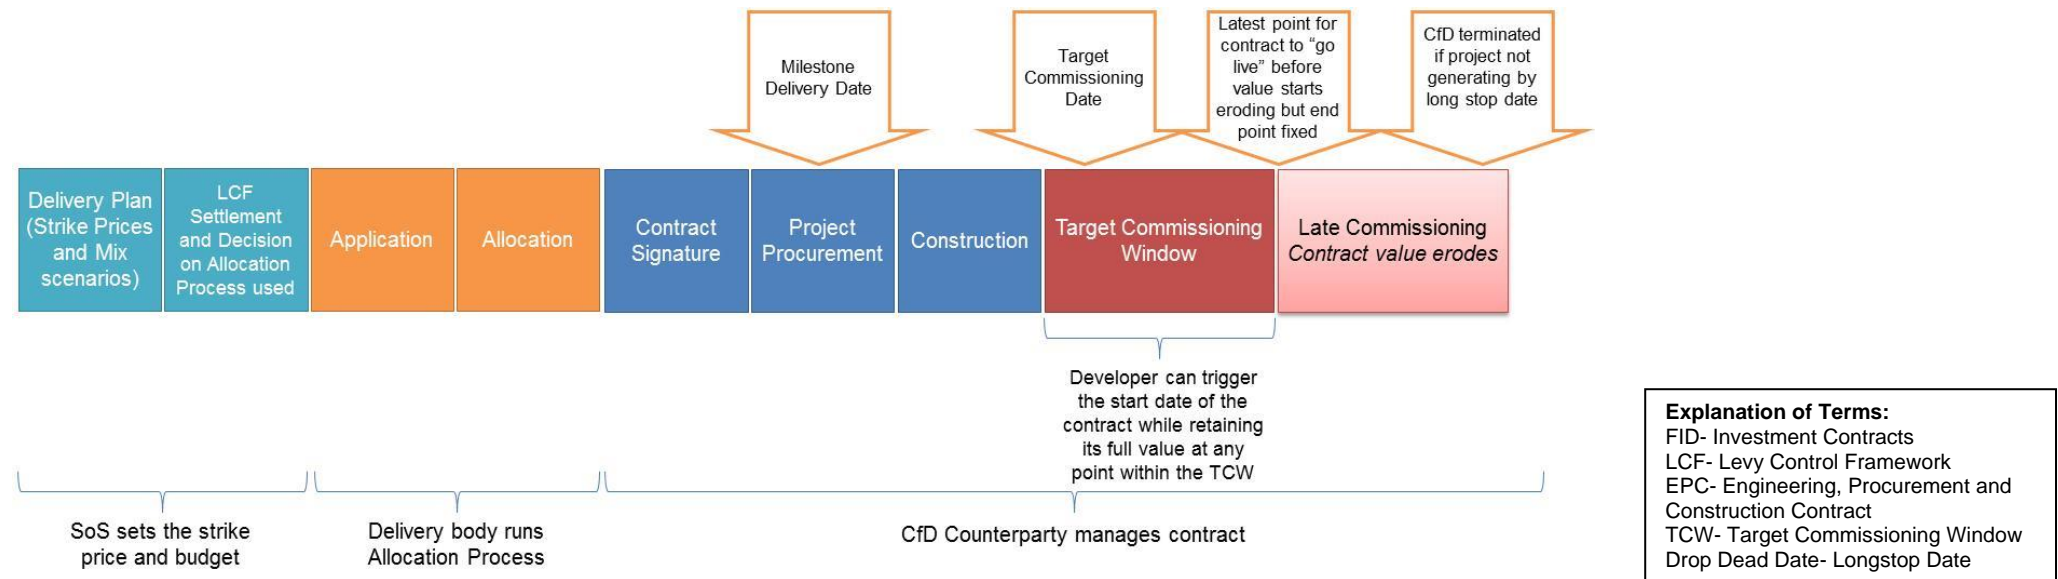 Milestone
Delivery Date
Target
Commissioning
Date
Latest point for
contract to “go
live” before
value starts
eroding but end
point fixed
CfD terminated
if project not
generating by
long stop date
Delivery Plan
(Strike Prices
and Mix
scenarios)
LCF
Settlement
and Decision
on Allocation
Process used
Application
Allocation
Contract
Signature
Project
Procurement
Construction
Target Commissioning
Window
Late Commissioning
Contract value erodes
Developer can trigger
the start date of the
contract while retaining
its full value at any
point within the TCW
SoS sets the strike
price and budget
Delivery body runs
Allocation Process
CfD Counterparty manages contract
Explanation of Terms:
FID- Investment Contracts
LCF- Levy Control Framework
EPC- Engineering, Procurement and
Construction Contract
TCW- Target Commissioning Window
Drop Dead Date- Longstop Date